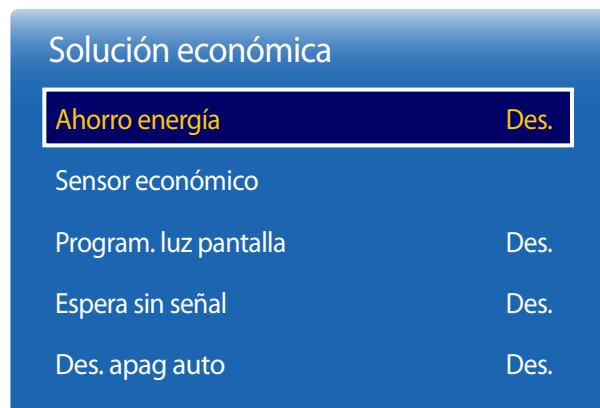 Solución económica
Ahorro energía Des.
Sensor económico
Program. luz pantalla Des.
Espera sin señal Des.
Des. apag auto Des.